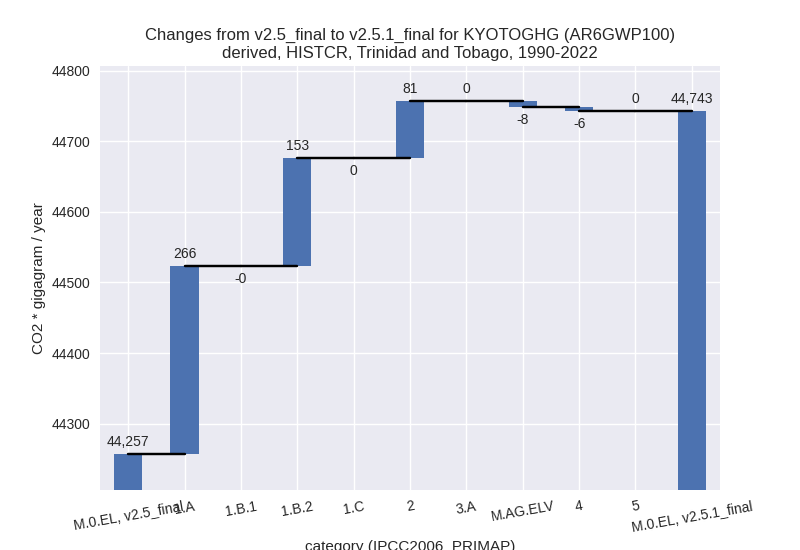 Changes from v2.5_final to v2.5.1_final for KYOTOGHG (AR6GWP100)
derived, HISTCR, Trinidad and Tobago, 1990-2022
44800
44700
44600
44500
44400
44300
CO2 * gigagram / year
44,257
266
-0
153
0
81
0
-8
-6
0
44,743
M.0.EL, v2.5_final
1.A
1.B.1
1.B.2
1.C
2
3.A
M.AG.ELV
4
5
M.0.EL, v2.5.1_final
category (IPCC2006_PRIMAP)